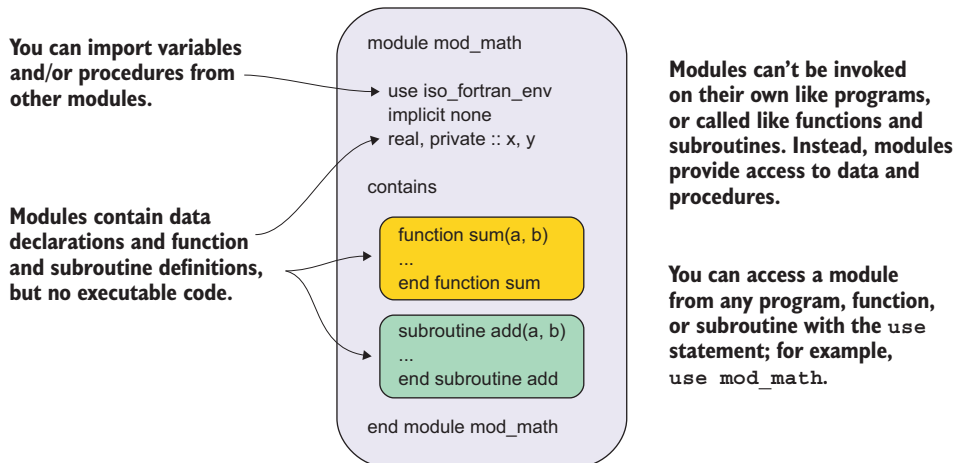 You can import variables
and/or procedures from
other modules.
Modules contain data
declarations and function
and subroutine definitions,
but no executable code.
module mod_math
use iso_fortran_env
implicit none
real, private :: x, y
contains
function sum(a, b)
...
end function sum
subroutine add(a, b)
...
end subroutine add
end module mod_math
Modules can't be invoked
on their own like programs,
or called like functions and
subroutines. Instead, modules
provide access to data and
procedures.
You can access a module
from any program, function,
or subroutine with the use
statement; for example,
use mod_math.